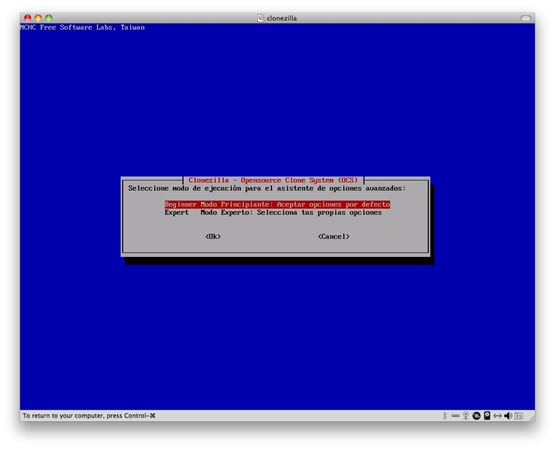 clonezilla
NCHC Free Software Labs, Taiwan
Clonezilla - Opensource Clone System (OCS)
Seleccione modo de ejecución para el asistente de opciones avanzados:
Beginner Modo Principiante: Aceptar opciones por defecto
Expert Modo Experto: Selecciona tus propias opciones
<Ok> <Cancel>
To return to your computer, press Control-⌘